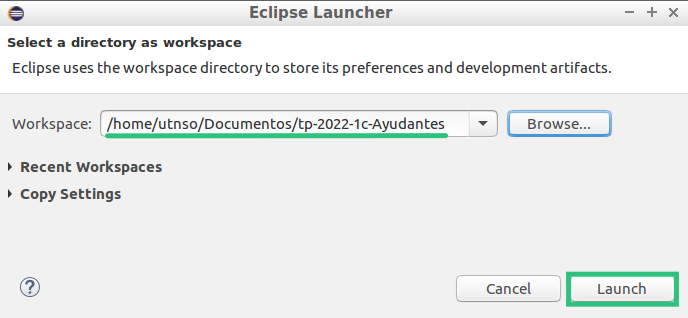 Eclipse Launcher
Select a directory as workspace
Eclipse uses the workspace directory to store its preferences and development artifacts.
Workspace: /home/utnso/Documentos/tp-2022-1c-Ayudantes Browse...
Recent Workspaces
Copy Settings
? Cancel Launch